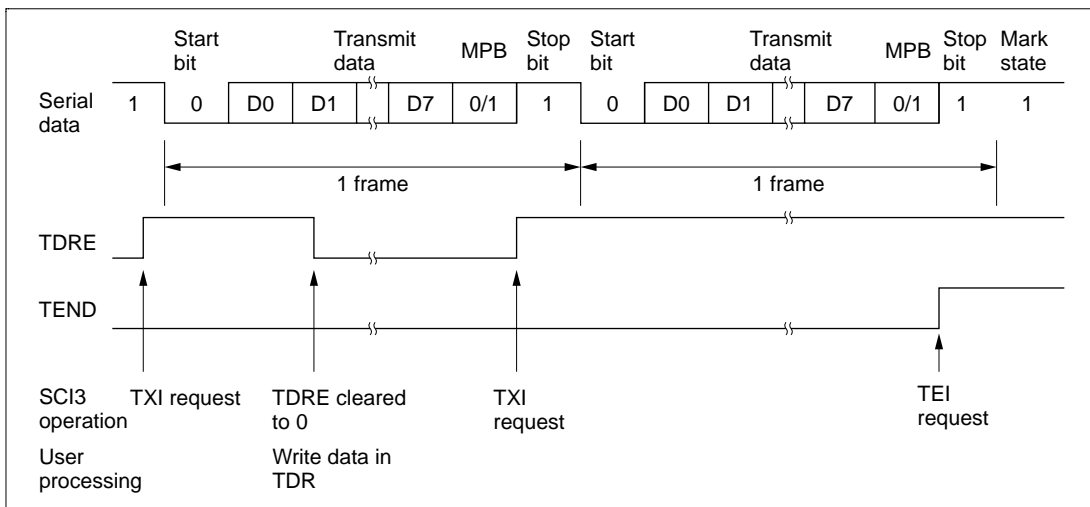 Start bit Transmit data MPB Stop bit Start bit Transmit data MPB Stop bit Mark state
Serial data 1 0 D0 D1 D7 0/1 1 0 D0 D1 D7 0/1 1 1
1 frame 1 frame
TDRE
TEND
SCI3 operation TXI request TDRE cleared to 0 TXI request TEI request
User processing Write data in TDR